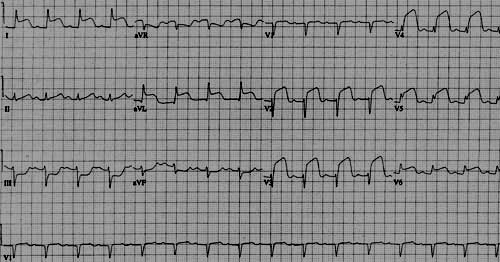 I aVR V1 V4
II aVL V2 V5
III aVF V3 V6
V1